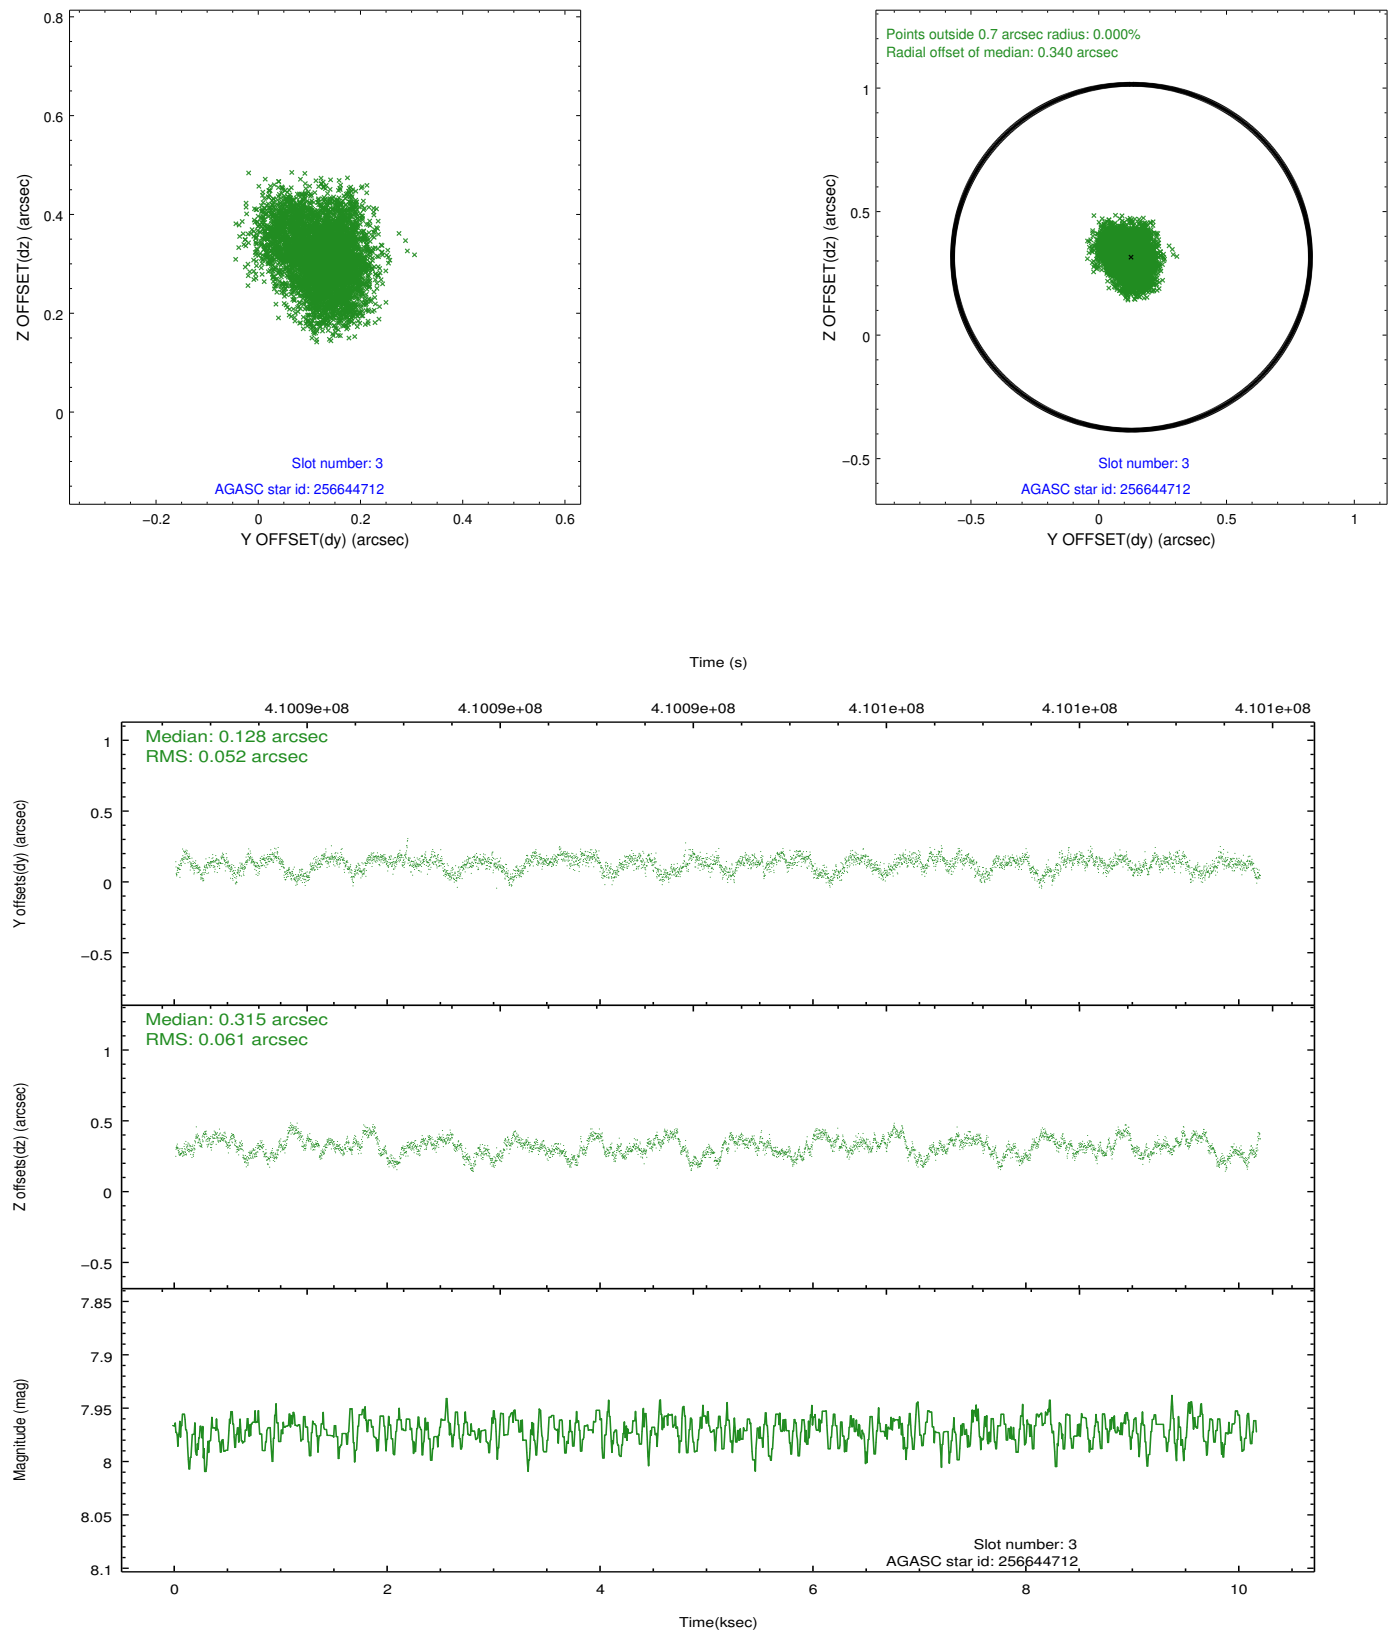 0.8
0.6
0.4
0.2
0
−0.2
0
0.2
0.4
0.6
Z OFFSET(dz) (arcsec)
Y OFFSET(dy) (arcsec)
Slot number: 3
AGASC star id: 256644712
Points outside 0.7 arcsec radius: 0.000%
Radial offset of median: 0.340 arcsec
1
0.5
0
−0.5
−0.5
0
0.5
1
Z OFFSET(dz) (arcsec)
Y OFFSET(dy) (arcsec)
Slot number: 3
AGASC star id: 256644712
Time (s)
4.1009e+08 4.1009e+08 4.1009e+08 4.101e+08 4.101e+08 4.101e+08
Median: 0.128 arcsec
RMS: 0.052 arcsec
1
0.5
0
−0.5
Y offsets(dy) (arcsec)
Median: 0.315 arcsec
RMS: 0.061 arcsec
1
0.5
0
−0.5
Z offsets(dz) (arcsec)
7.85
7.9
7.95
8
8.05
8.1
Magnitude (mag)
Slot number: 3
AGASC star id: 256644712
0 2 4 6 8 10
Time(ksec)